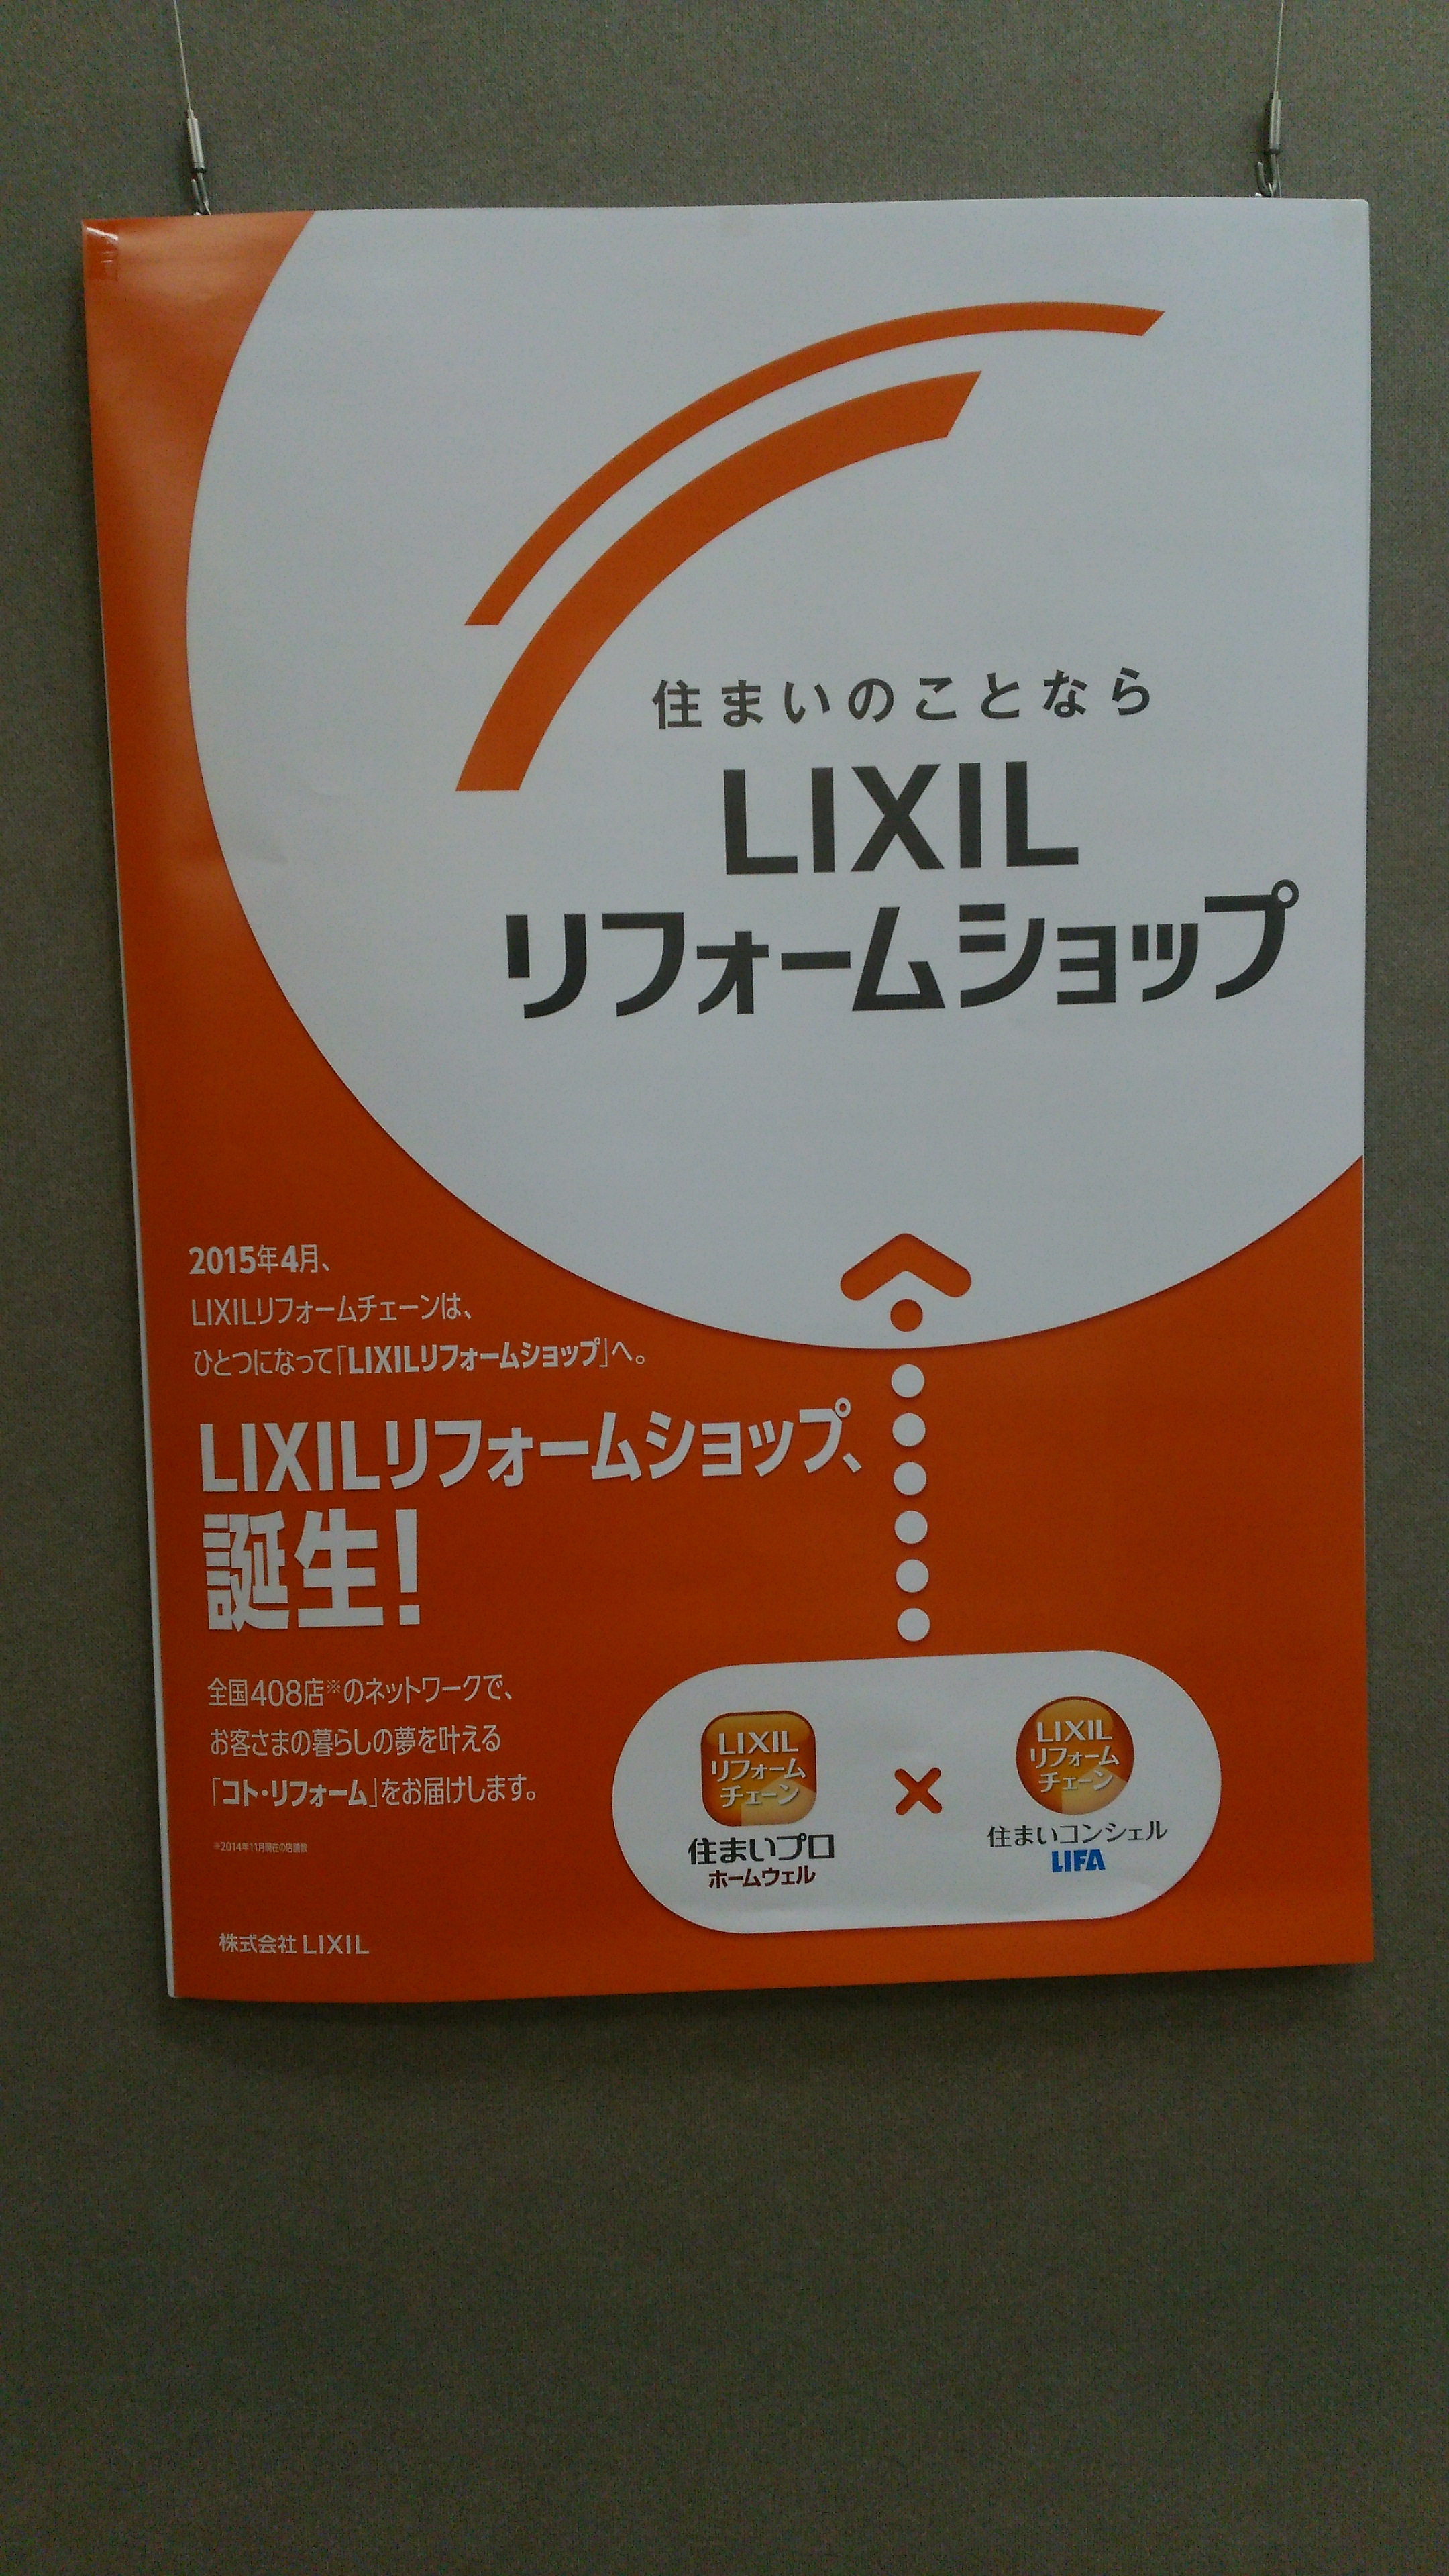 住まいのことなら
LIXIL
リフォームショップ
2015年4月、
LIXILリフォームチェーンは、
ひとつになって「LIXILリフォームショップ」へ。
LIXILリフォームショップ、
誕生!
全国408店※のネットワークで、
お客さまの暮らしの夢を叶える
「コト・リフォーム」をお届けします。
※2014年11月現在の店舗数
株式会社 LIXIL
LIXIL
リフォーム
チェーン
住まいプロ
ホームウェル
×
LIXIL
リフォーム
チェーン
住まいコンシェル
LIFA